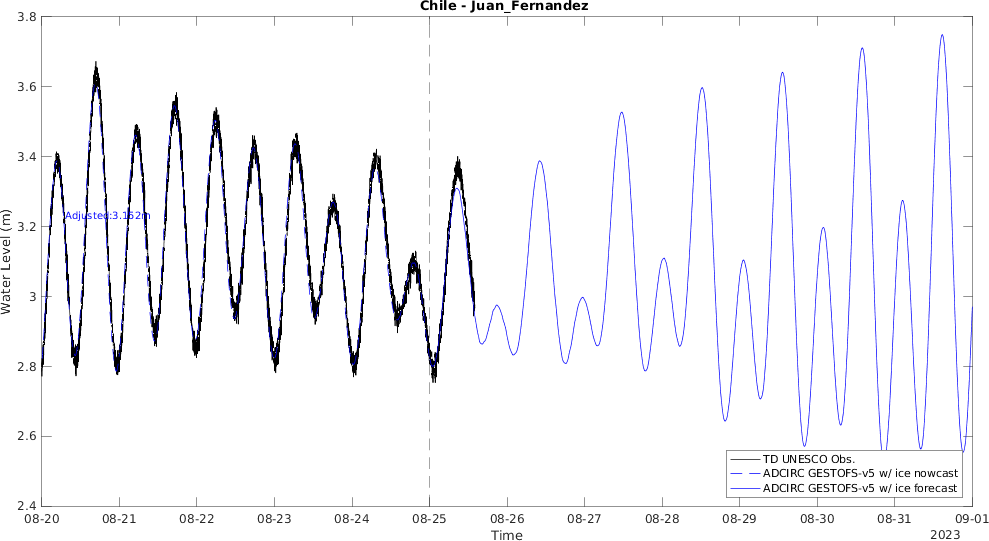 Chile - Juan_Fernandez
3.8
3.6
3.4
3.2
3
2.8
2.6
2.4
Water Level (m)
Adjusted:3.162m
TD UNESCO Obs.
ADCIRC GESTOFS-v5 w/ ice nowcast
ADCIRC GESTOFS-v5 w/ ice forecast
08-20 08-21 08-22 08-23 08-24 08-25 08-26 08-27 08-28 08-29 08-30 08-31 09-01
Time
2023